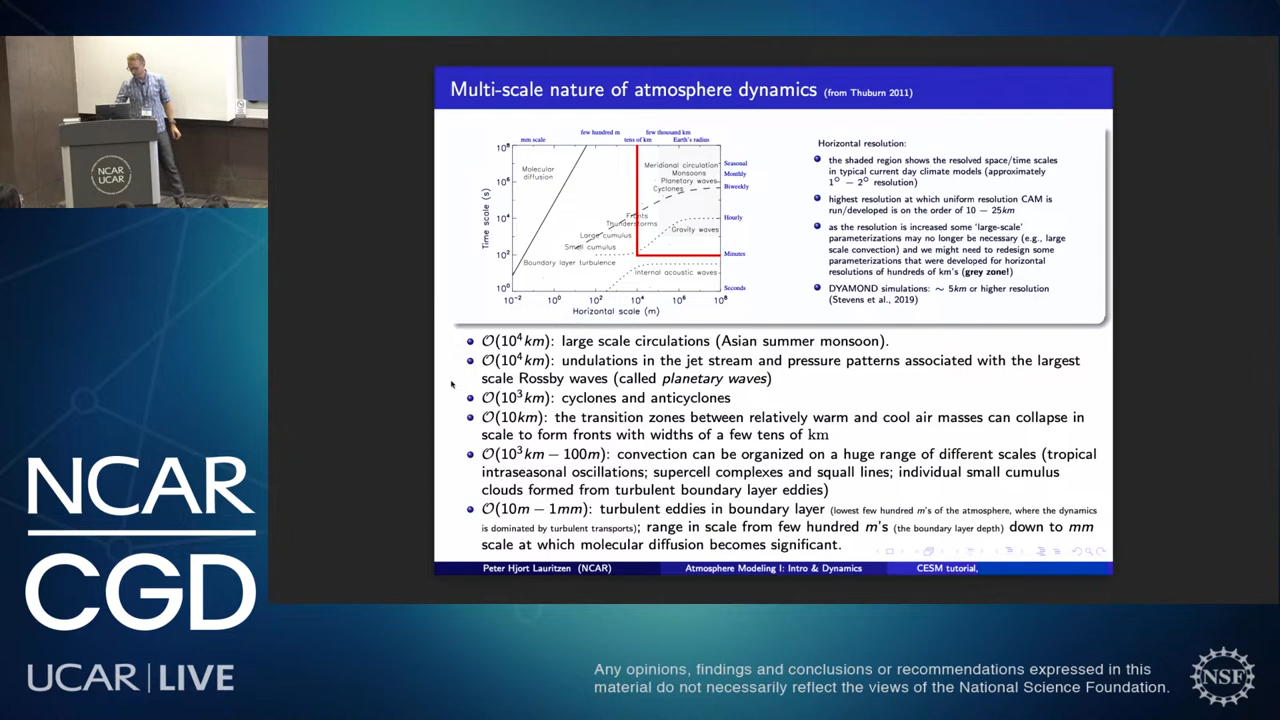 NCAR
UCAR
Multi-scale nature of atmosphere dynamics (from Thuburn 2011)
mm scale
few hundred m
tens of km
few thousand km
Earth's radius
Time scale (s)
10⁸
10⁶
10⁴
10²
10⁰
Molecular
diffusion
Meridional circulation
Monsoons
Planetary waves
Cyclones
Fronts
Thunderstorms
Large cumulus
Gravity waves
Small cumulus
Boundary layer turbulence
Internal acoustic waves
Seasonal
Monthly
Biweekly
Hourly
Minutes
Seconds
10⁻² 10⁰ 10² 10⁴ 10⁶ 10⁸
Horizontal scale (m)
Horizontal resolution:
the shaded region shows the resolved space/time scales
in typical current day climate models (approximately
1° − 2° resolution)
highest resolution at which uniform resolution CAM is
run/developed is on the order of 10 − 25km
as the resolution is increased some 'large-scale'
parameterizations may no longer be necessary (e.g., large
scale convection) and we might need to redesign some
parameterizations that were developed for horizontal
resolutions of hundreds of km's (grey zone!)
DYAMOND simulations: ∼ 5km or higher resolution
(Stevens et al., 2019)
O(10⁴km): large scale circulations (Asian summer monsoon).
O(10⁴km): undulations in the jet stream and pressure patterns associated with the largest
scale Rossby waves (called planetary waves)
O(10³km): cyclones and anticyclones
O(10km): the transition zones between relatively warm and cool air masses can collapse in
scale to form fronts with widths of a few tens of km
O(10³km − 100m): convection can be organized on a huge range of different scales (tropical
intraseasonal oscillations; supercell complexes and squall lines; individual small cumulus
clouds formed from turbulent boundary layer eddies)
O(10m − 1mm): turbulent eddies in boundary layer (lowest few hundred m's of the atmosphere, where the dynamics
is dominated by turbulent transports); range in scale from few hundred m's (the boundary layer depth) down to mm
scale at which molecular diffusion becomes significant.
Peter Hjort Lauritzen (NCAR) Atmosphere Modeling I: Intro & Dynamics CESM tutorial,
NCAR
CGD
UCAR | LIVE
Any opinions, findings and conclusions or recommendations expressed in this
material do not necessarily reflect the views of the National Science Foundation.
NSF